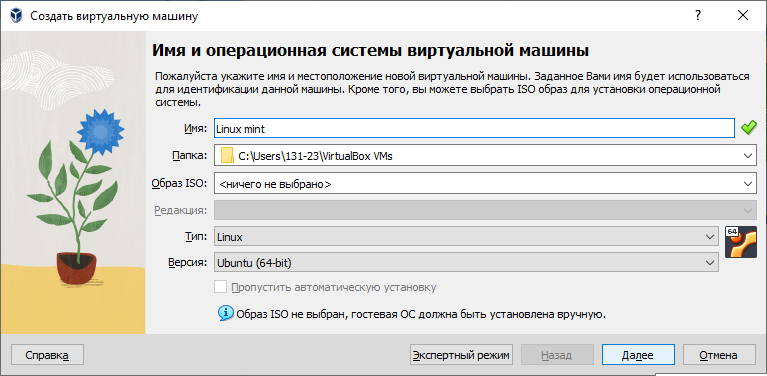 Создать виртуальную машину
Имя и операционная системы виртуальной машины
Пожалуйста укажите имя и местоположение новой виртуальной машины. Заданное Вами имя будет использоваться
для идентификации данной машины. Кроме того, вы можете выбрать ISO образ для установки операционной
системы.
Имя: Linux mint
Папка: C:\Users\131-23\VirtualBox VMs
Образ ISO: <ничего не выбрано>
Редакция:
Тип: Linux
64
Версия: Ubuntu (64-bit)
Пропустить автоматическую установку
Образ ISO не выбран, гостевая ОС должна быть установлена вручную.
Справка Экспертный режим Назад Далее Отмена